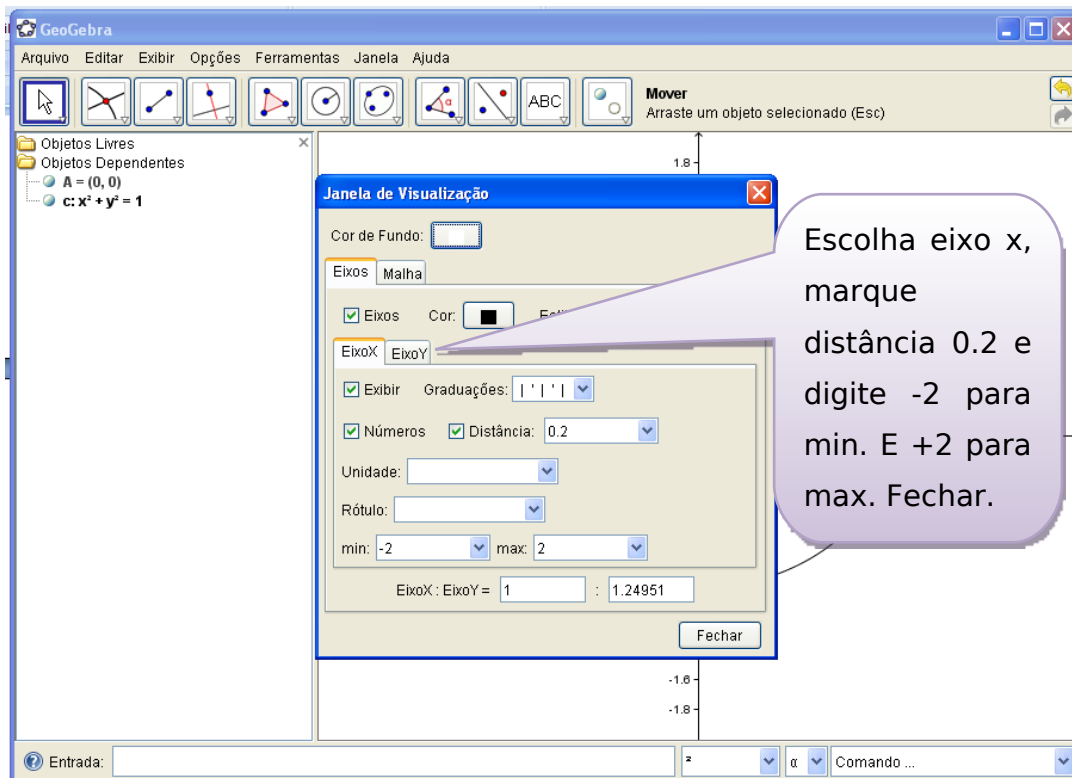 GeoGebra
Arquivo Editar Exibir Opções Ferramentas Janela Ajuda
ABC
α
Mover
Arraste um objeto selecionado (Esc)
Objetos Livres
Objetos Dependentes
A = (0, 0)
c: x² + y² = 1
1.8
Janela de Visualização
Cor de Fundo:
Eixos Malha
Eixos Cor:
EixoX EixoY
Exibir Graduações: | ' | ' |
Números Distância: 0.2
Unidade:
Rótulo:
min: -2 max: 2
EixoX : EixoY = 1 : 1.24951
Fechar
Escolha eixo x,
marque
distância 0.2 e
digite -2 para
min. E +2 para
max. Fechar.
-1.6
-1.8
Entrada: ² α Comando ...